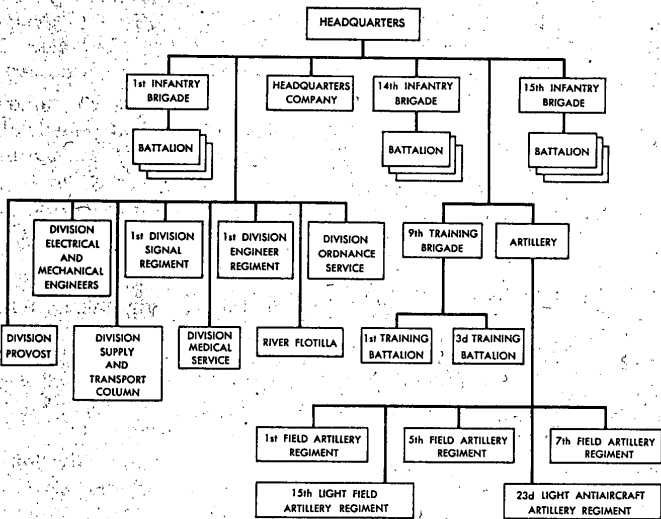 HEADQUARTERS
1st INFANTRY
BRIGADE
HEADQUARTERS
COMPANY
14th INFANTRY
BRIGADE
15th INFANTRY
BRIGADE
BATTALION
BATTALION
BATTALION
DIVISION
ELECTRICAL
AND
MECHANICAL
ENGINEERS
1st DIVISION
SIGNAL
REGIMENT
1st DIVISION
ENGINEER
REGIMENT
DIVISION
ORDNANCE
SERVICE
9th TRAINING
BRIGADE
ARTILLERY
DIVISION
PROVOST
DIVISION
SUPPLY
AND
TRANSPORT
COLUMN
DIVISION
MEDICAL
SERVICE
RIVER FLOTILLA
1st TRAINING
BATTALION
3d TRAINING
BATTALION
1st FIELD ARTILLERY
REGIMENT
5th FIELD ARTILLERY
REGIMENT
7th FIELD ARTILLERY
REGIMENT
15th LIGHT FIELD
ARTILLERY REGIMENT
23d LIGHT ANTIAIRCRAFT
ARTILLERY REGIMENT